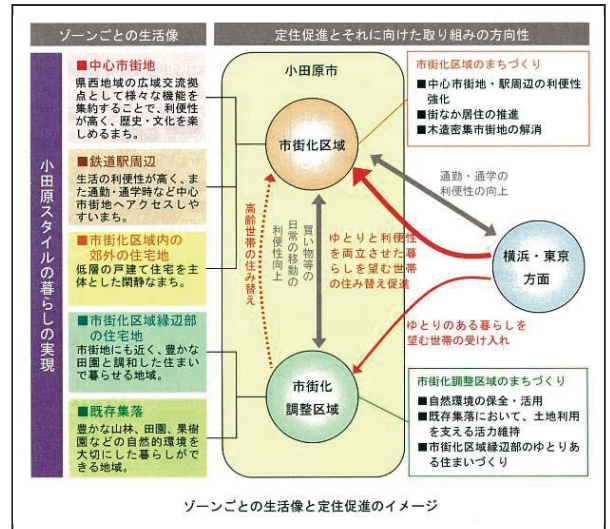 ゾーンごとの生活像
定住促進とそれに向けた取り組みの方向性
小田原スタイルの暮らしの実現
■中心市街地
県西地域の広域交流拠
点として様々な機能を
集約することで、利便性
が高く、歴史・文化を楽
しめるまち。
■鉄道駅周辺
生活の利便性が高く、ま
た通勤・通学時など中心
市街地へアクセスしや
すいまち。
■市街化区域内の
郊外の住宅地
低層の戸建て住宅を主
体とした閑静なまち。
■市街化区域縁辺部
の住宅地
市街地にも近く、豊かな
田園と調和した住まい
で暮らせる地域。
■既存集落
豊かな山林、田園、果樹
園などの自然的環境を
大切にした暮らしがで
きる地域。
小田原市
市街化区域
高齢世帯の住み替え
買い物等の
日常の移動の
利便性向上
ゆとりと利便性
を両立させた暮
らしを望む世帯
の住み替え促進
市街化
調整区域
市街化区域のまちづくり
■中心市街地・駅周辺の利便性
強化
■街なか居住の推進
■木造密集市街地の解消
通勤・通学の
利便性の向上
横浜・東京
方面
ゆとりのある暮らしを
望む世帯の受け入れ
市街化調整区域のまちづくり
■自然環境の保全・活用
■既存集落において、土地利用
を支える活力維持
■市街化区域縁辺部のゆとりあ
る住まいづくり
ゾーンごとの生活像と定住促進のイメージ